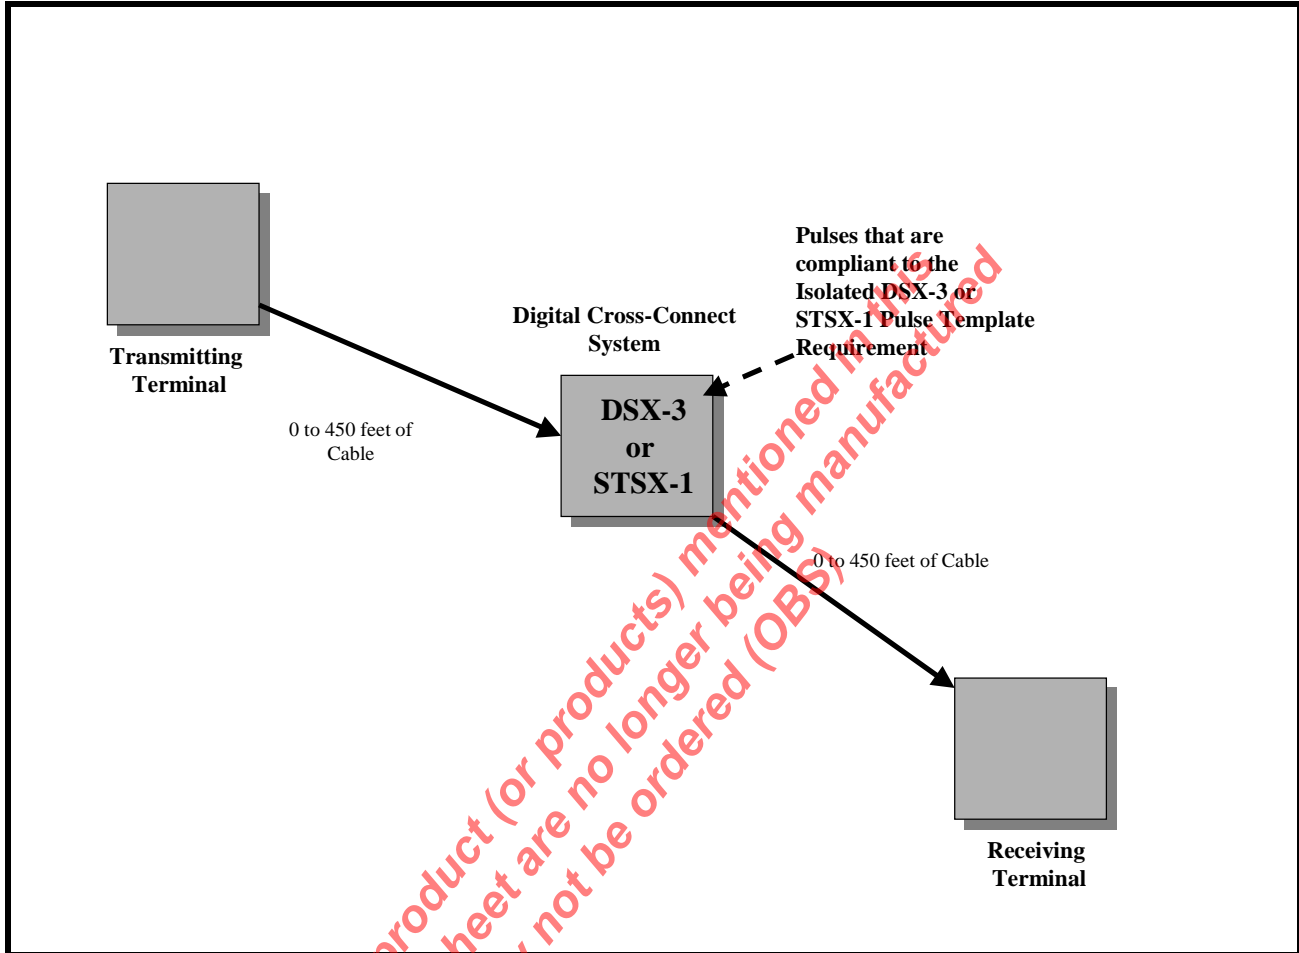 Pulses that are
compliant to the
Isolated DSX-3 or
STSX-1 Pulse Template
Requirement
Digital Cross-Connect
System
Transmitting
Terminal
DSX-3
or
STSX-1
0 to 450 feet of
Cable
0 to 450 feet of Cable
Receiving
Terminal
product (or products) mentioned in this
sheet are no longer being manufactured
not be ordered (OBS)